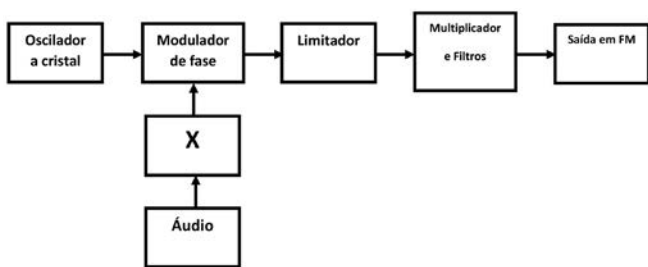 Oscilador
a cristal
Modulador
de fase
Limitador
Multiplicador
e Filtros
Saída em FM
X
Áudio